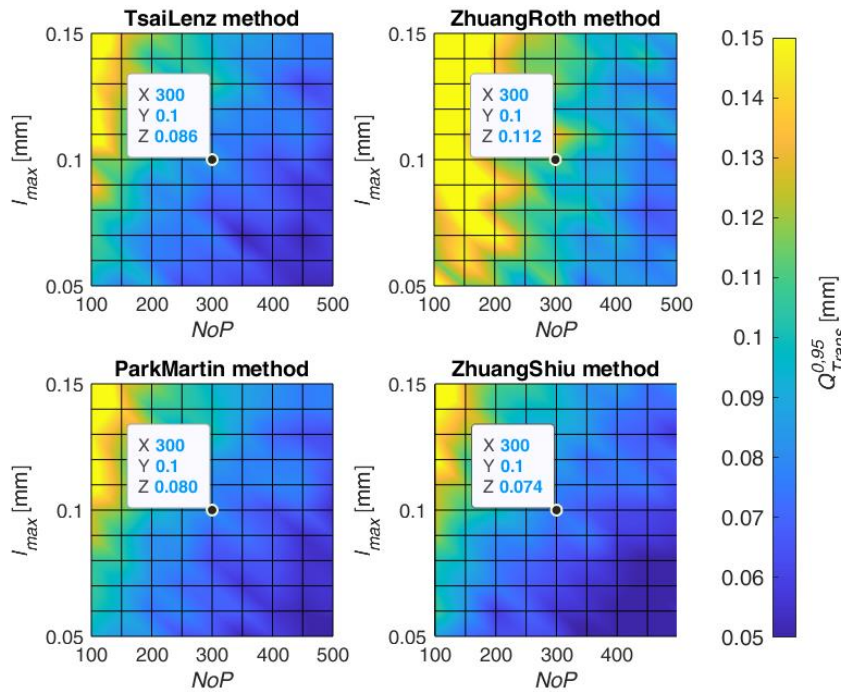 TsaiLenz method
0.15
0.1
0.05
I_max [mm]
X 300
Y 0.1
Z 0.086
100 200 300 400 500
NoP
ZhuangRoth method
0.15
0.1
0.05
I_max [mm]
X 300
Y 0.1
Z 0.112
100 200 300 400 500
NoP
ParkMartin method
0.15
0.1
0.05
I_max [mm]
X 300
Y 0.1
Z 0.080
100 200 300 400 500
NoP
ZhuangShiu method
0.15
0.1
0.05
I_max [mm]
X 300
Y 0.1
Z 0.074
100 200 300 400
NoP
0.15
0.14
0.13
0.12
0.11
0.1
0.09
0.08
0.07
0.06
0.05
Q_Trans^0,95 [mm]